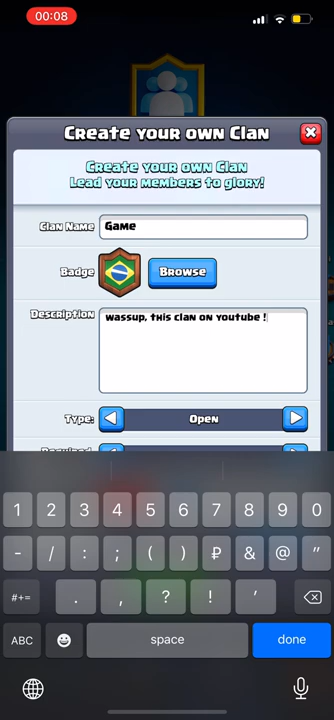 00:08
Create your own Clan
Create your own Clan
Lead your members to glory!
Clan Name
Game
Badge
Browse
Description
wassup, this clan on youtube !
Type:
Open
Required
1 2 3 4 5 6 7 8 9 0
- / : ; ( ) ₽ & @ "
#+= . , ? ! '
ABC space done